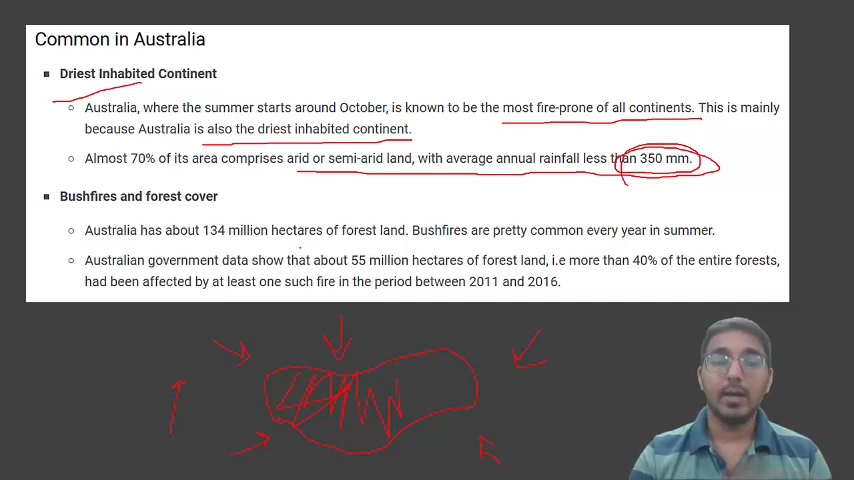 Common in Australia
Driest Inhabited Continent
Australia, where the summer starts around October, is known to be the most fire-prone of all continents. This is mainly
because Australia is also the driest inhabited continent.
Almost 70% of its area comprises arid or semi-arid land, with average annual rainfall less than 350 mm.
Bushfires and forest cover
Australia has about 134 million hectares of forest land. Bushfires are pretty common every year in summer.
Australian government data show that about 55 million hectares of forest land, i.e more than 40% of the entire forests,
had been affected by at least one such fire in the period between 2011 and 2016.